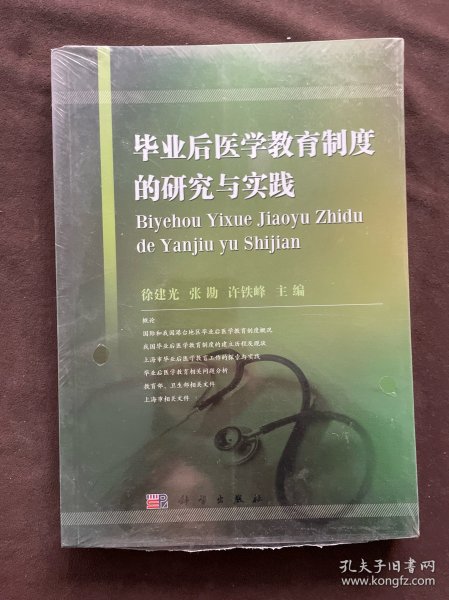 毕业后医学教育制度
的研究与实践
Biyehou Yixue Jiaoyu Zhidu
de Yanjiu yu Shijian
徐建光 张勘 许铁峰 主编
概论
国际和我国港台地区毕业后医学教育制度概况
我国毕业后医学教育制度的建立历程及现状
上海市毕业后医学教育工作的探索与实践
毕业后医学教育相关问题分析
教育部、卫生部相关文件
上海市相关文件
科学出版社
孔夫子旧书网
www.kongfz.com